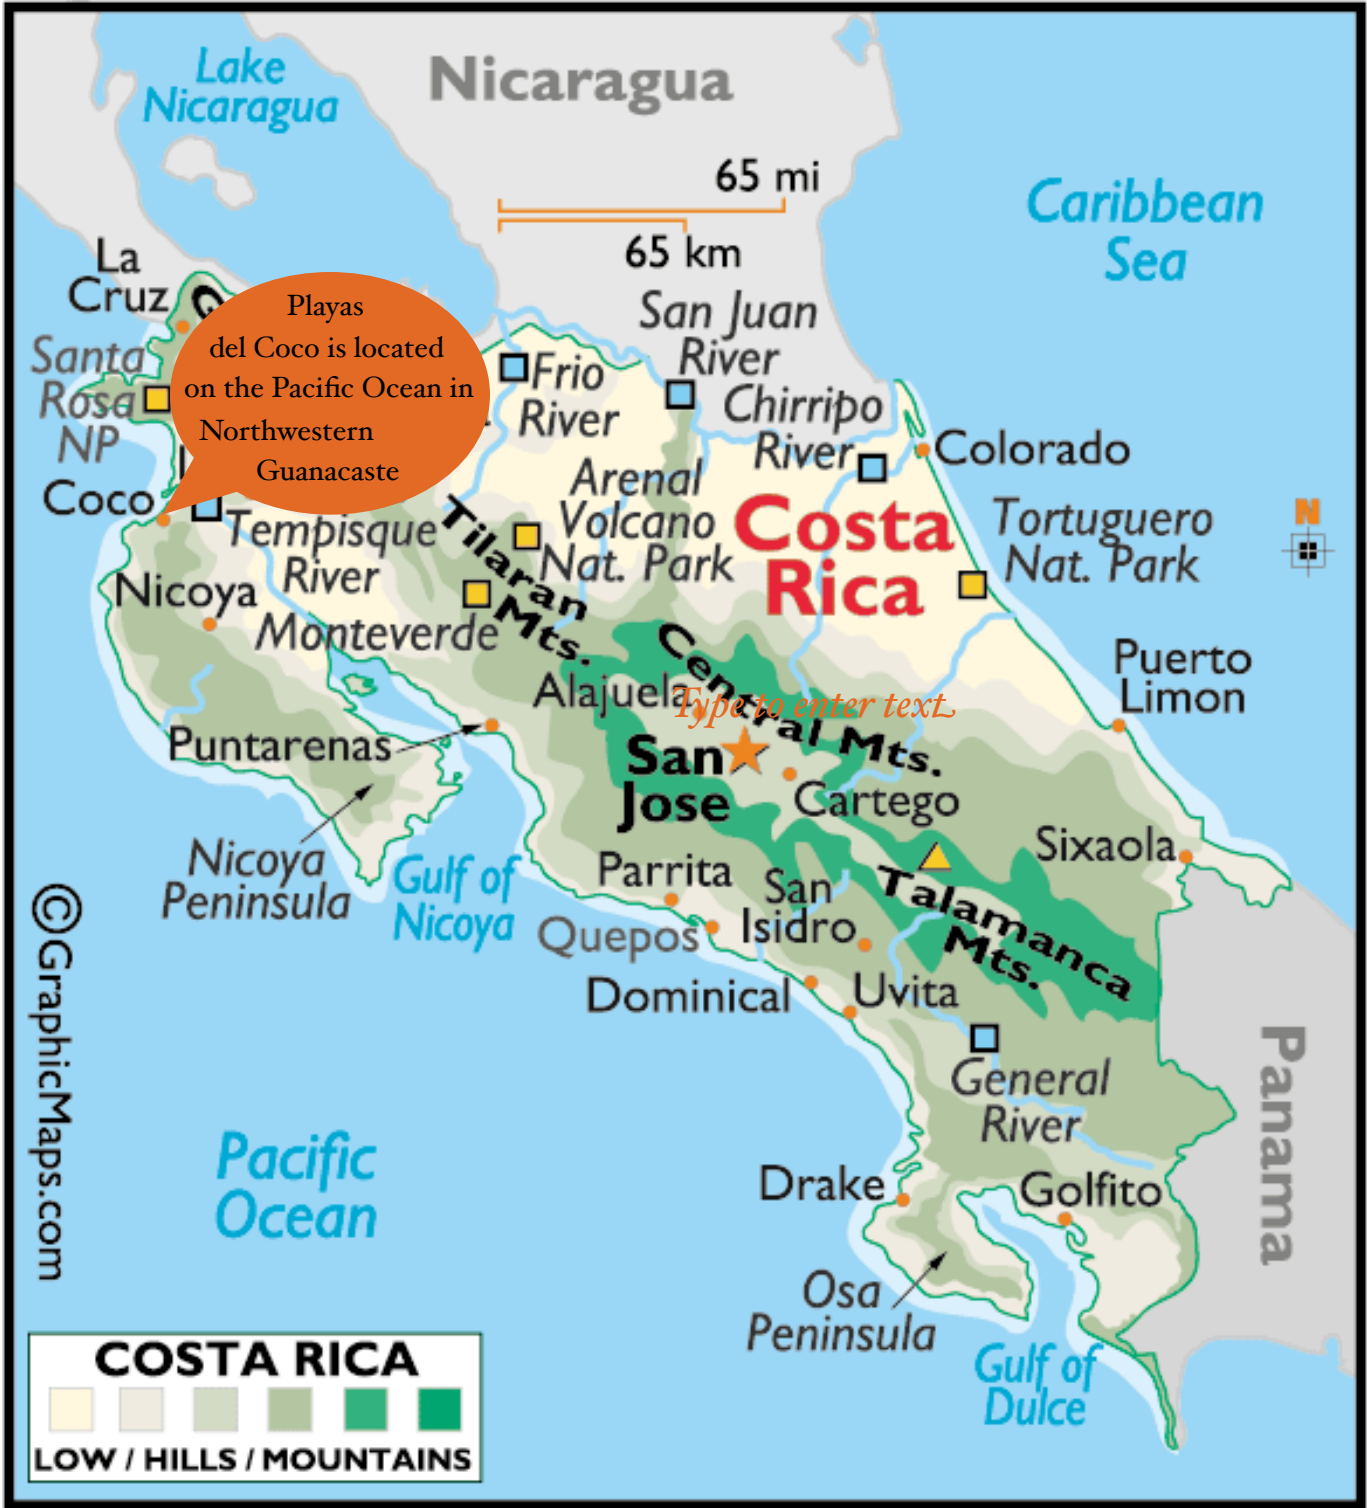 Lake
Nicaragua
Nicaragua
65 mi
65 km
Caribbean
Sea
La
Cruz
Playas
del Coco is located
on the Pacific Ocean in
Northwestern
Guanacaste
San Juan
River
Santa
Rosa
NP
Frio
River
Chirripo
River
Colorado
Coco
Arenal
Volcano
Nat. Park
Costa
Rica
Tortuguero
Nat. Park
N
Tempisque
River
Tilaran
Mts.
Nicoya
Monteverde
Central Mts.
Puerto
Limon
Alajuela
Type to enter text
Puntarenas
San
Jose
Cartego
Nicoya
Peninsula
Gulf of
Nicoya
Parrita
San
Isidro
Sixaola
Talamanca
Mts.
Quepos
Dominical
Uvita
General
River
Panama
©GraphicMaps.com
Pacific
Ocean
Drake
Golfito
Osa
Peninsula
Gulf of
Dulce
COSTA RICA
LOW / HILLS / MOUNTAINS